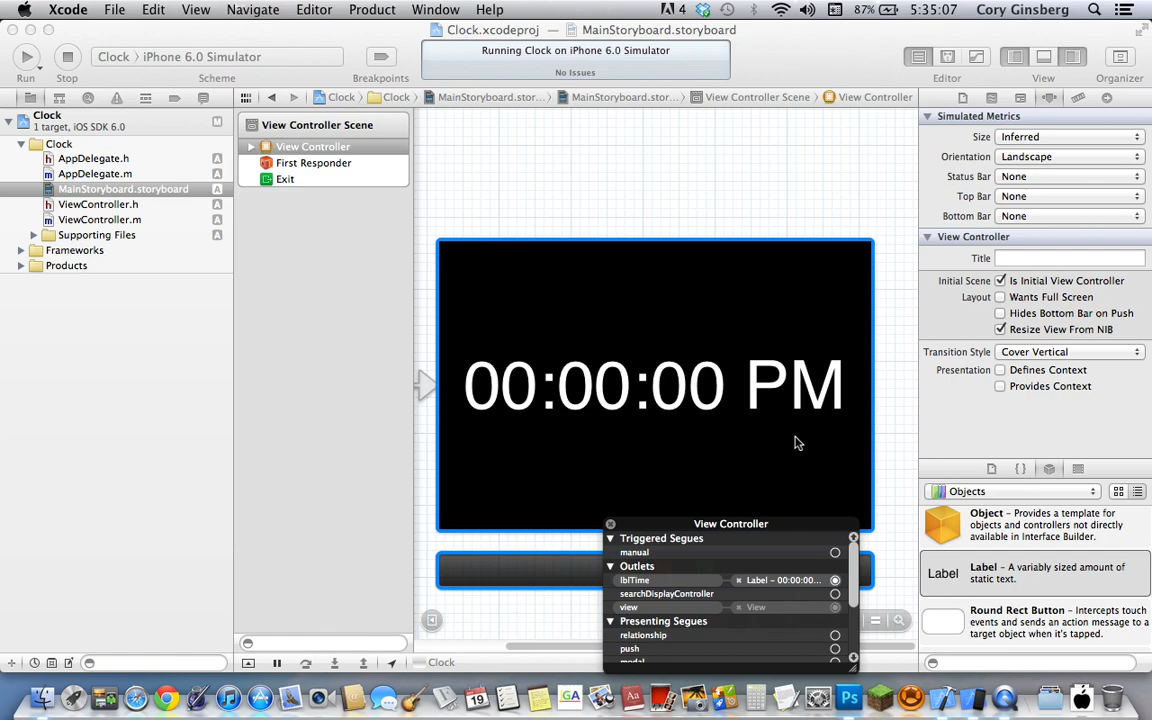 Xcode File Edit View Navigate Editor Product Window Help 4 87% 5:35:07 Cory Ginsberg
Clock.xcodeproj — MainStoryboard.storyboard
Clock › iPhone 6.0 Simulator
Running Clock on iPhone 6.0 Simulator
No Issues
Run Stop Scheme Breakpoints Editor View Organizer
Clock › Clock › MainStoryboard.stor... › MainStoryboard.stor... › View Controller Scene › View Controller
Clock
1 target, iOS SDK 6.0
M
Clock
AppDelegate.h A
AppDelegate.m A
MainStoryboard.storyboard A
ViewController.h A
ViewController.m A
Supporting Files A
Frameworks
Products
View Controller Scene
View Controller
First Responder
Exit
00:00:00 PM
View Controller
Triggered Segues
manual
Outlets
lblTime Label – 00:00:00...
searchDisplayController
view View
Presenting Segues
relationship
push
modal
Clock
Simulated Metrics
Size Inferred
Orientation Landscape
Status Bar None
Top Bar None
Bottom Bar None
View Controller
Title
Initial Scene Is Initial View Controller
Layout Wants Full Screen
Hides Bottom Bar on Push
Resize View From NIB
Transition Style Cover Vertical
Presentation Defines Context
Provides Context
Objects
Object – Provides a template for
objects and controllers not directly
available in Interface Builder.
Label
Label – A variably sized amount of
static text.
Round Rect Button – Intercepts touch
events and sends an action message to a
target object when it's tapped.
19 GA Aa Ps